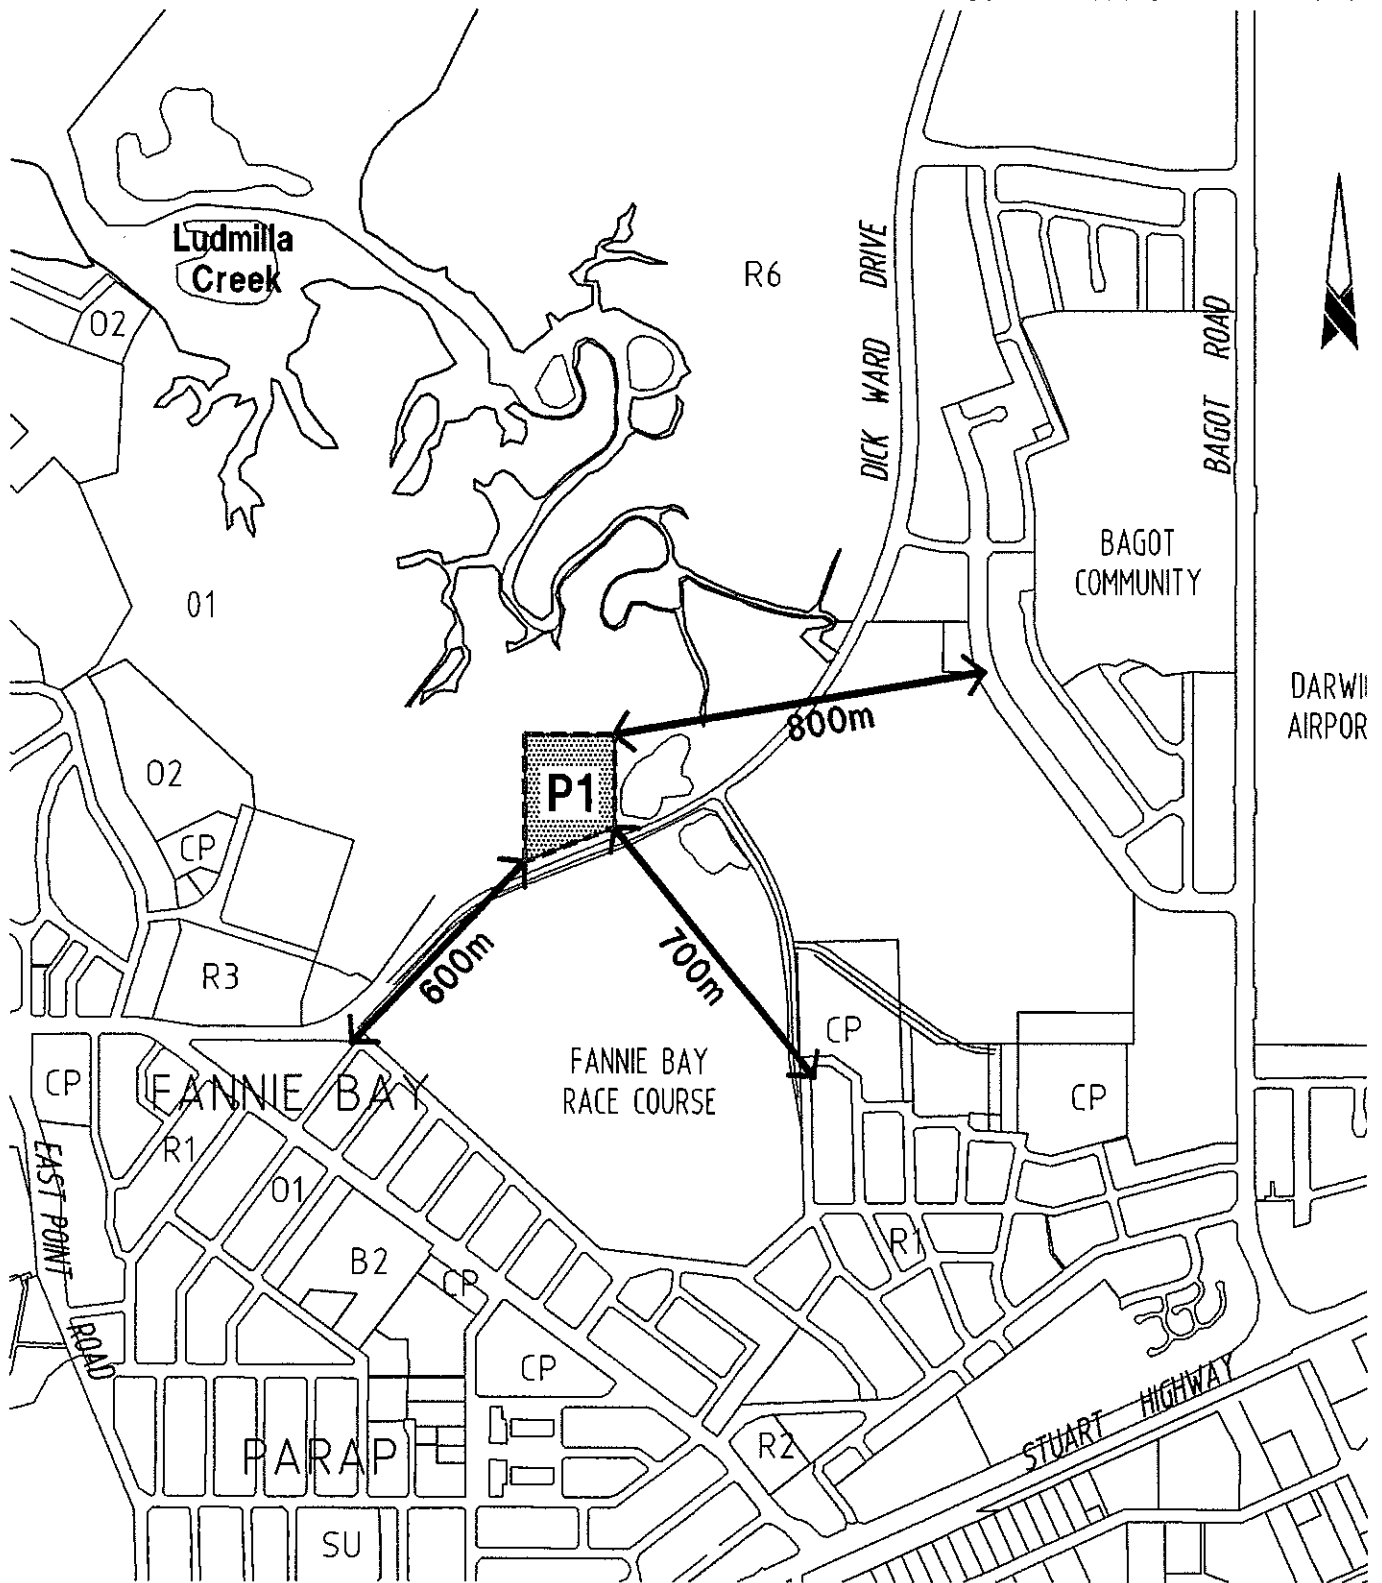 Ludmilla
Creek
R6
DICK WARD DRIVE
BAGOT ROAD
O2
BAGOT
COMMUNITY
O1
DARWI
AIRPOR
800m
O2
P1
CP
600m
700m
R3
CP
FANNIE BAY
RACE COURSE
CP
FANNIE BAY
CP
R1
EAST POINT ROAD
O1
R1
B2
CP
CP
STUART HIGHWAY
PARAP
R2
SU